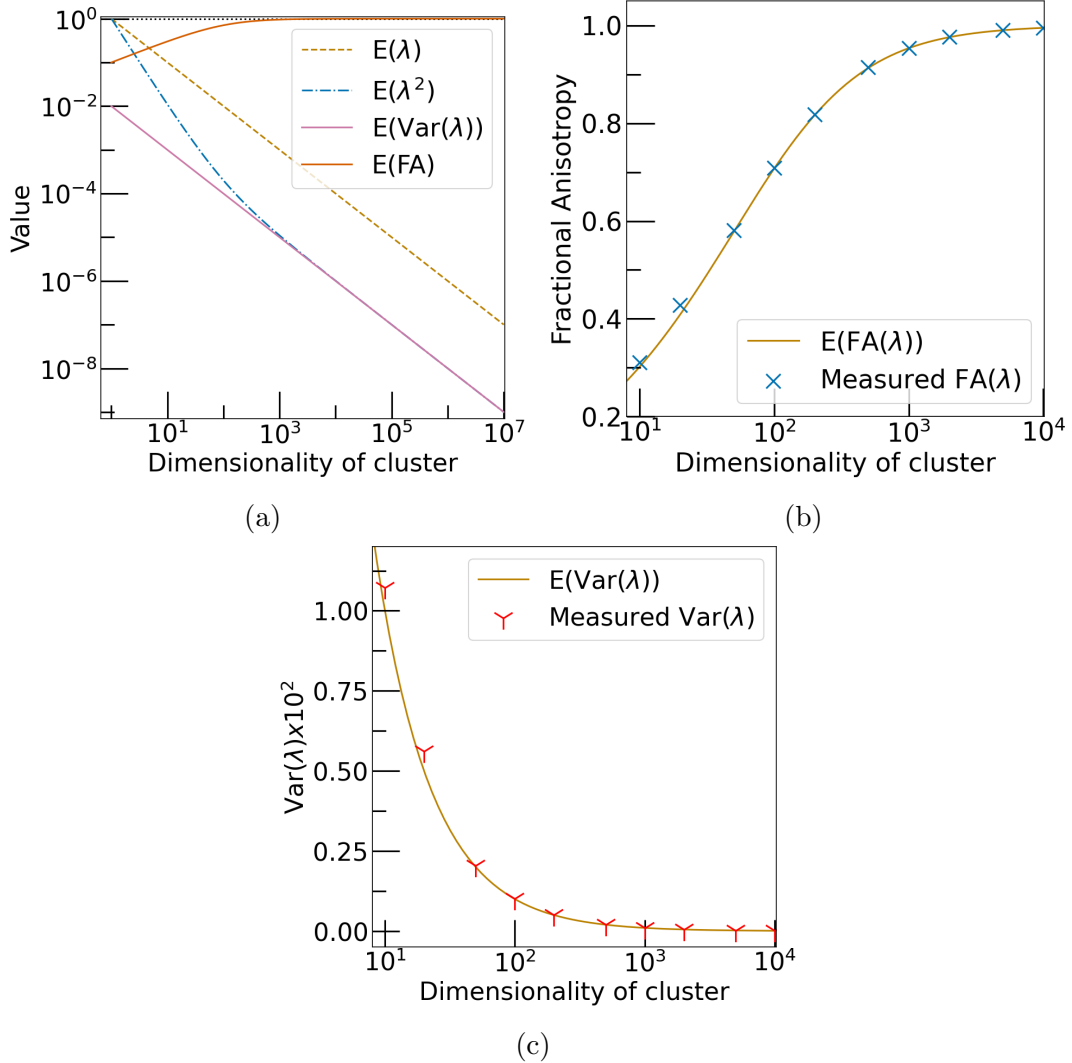 10^0
10^-2
10^-4
10^-6
10^-8
Value
E(λ)
E(λ^2)
E(Var(λ))
E(FA)
10^1
10^3
10^5
10^7
Dimensionality of cluster
(a)
1.0
0.8
0.6
0.4
0.2
Fractional Anisotropy
E(FA(λ))
Measured FA(λ)
10^1
10^2
10^3
10^4
Dimensionality of cluster
(b)
1.00
0.75
0.50
0.25
0.00
Var(λ)x10^2
E(Var(λ))
Measured Var(λ)
10^1
10^2
10^3
10^4
Dimensionality of cluster
(c)